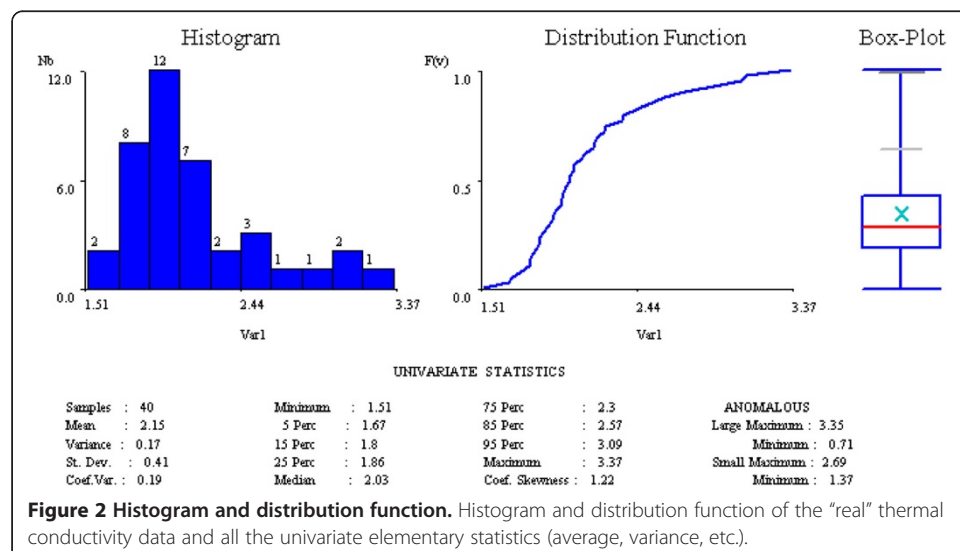 Histogram
Distribution Function
Box-Plot
Nb
12.0
6.0
0.0
2
8
12
7
2
3
1
1
2
1
1.51
2.44
3.37
Var1
F(v)
1.0
0.5
0.0
1.51
2.44
3.37
Var1
UNIVARIATE STATISTICS
Samples : 40
Mean : 2.15
Variance : 0.17
St. Dev. : 0.41
Coef.Var. : 0.19
Minimum : 1.51
5 Perc : 1.67
15 Perc : 1.8
25 Perc : 1.86
Median : 2.03
75 Perc : 2.3
85 Perc : 2.57
95 Perc : 3.09
Maximum : 3.37
Coef. Skewness : 1.22
ANOMALOUS
Large Maximum : 3.35
Minimum : 0.71
Small Maximum : 2.69
Minimum : 1.37
Figure 2 Histogram and distribution function. Histogram and distribution function of the “real” thermal
conductivity data and all the univariate elementary statistics (average, variance, etc.).